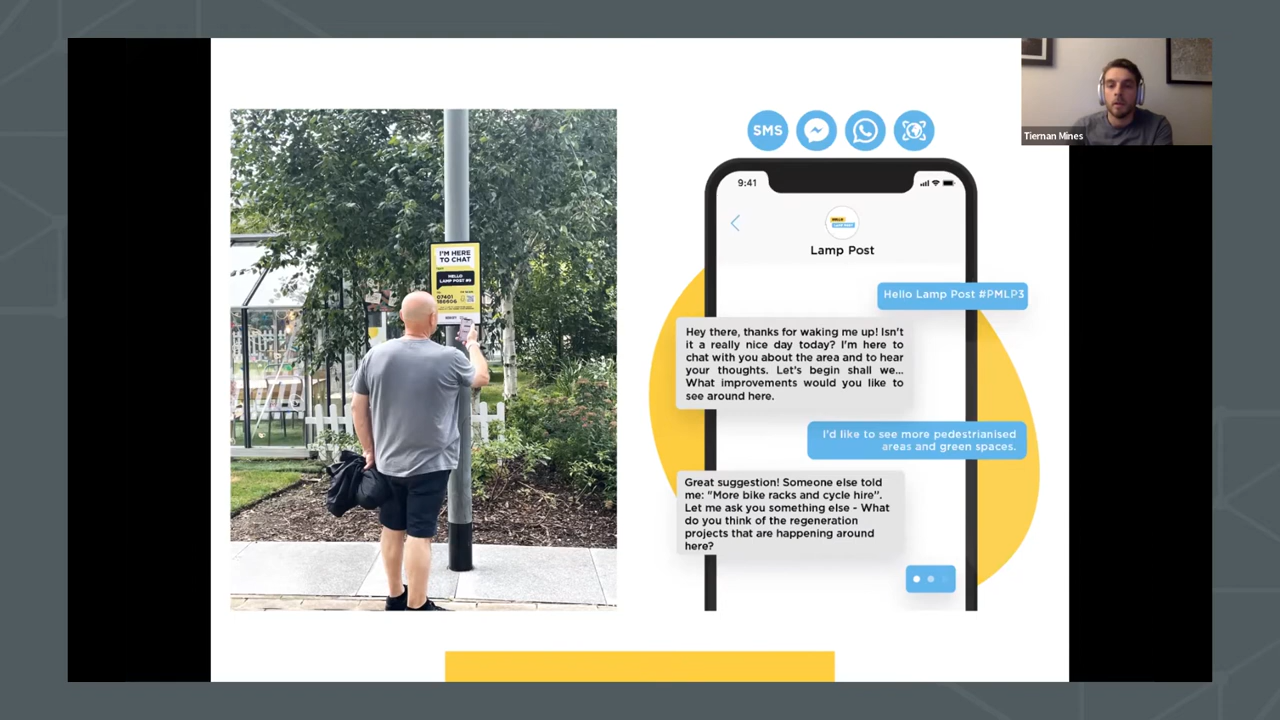 Tiernan Mines
I'M HERE
TO CHAT
HELLO
LAMP POST #6
07401
SMS
9:41
HELLO
LAMP POST
Lamp Post
Hello Lamp Post #PMLP3
Hey there, thanks for waking me up! Isn't
it a really nice day today? I'm here to
chat with you about the area and to hear
your thoughts. Let's begin shall we...
What improvements would you like to
see around here.
I'd like to see more pedestrianised
areas and green spaces.
Great suggestion! Someone else told
me: "More bike racks and cycle hire".
Let me ask you something else - What
do you think of the regeneration
projects that are happening around
here?